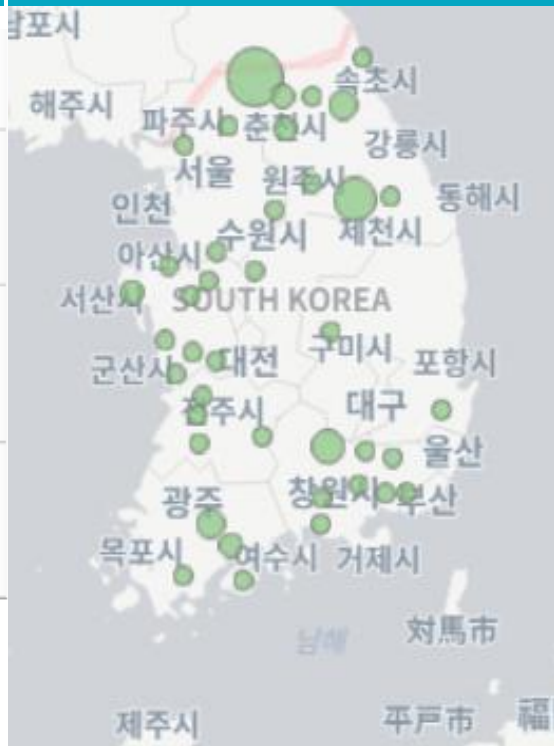 남포시
해주시
속초시
파주시
춘천시
강릉시
서울
원주시
인천
동해시
수원시
제천시
아산시
서산시
SOUTH KOREA
구미시
대전
군산시
포항시
대구
전주시
울산
창원시
부산
광주
목포시
여수시
거제시
対馬市
남해
제주시
平戸市
福